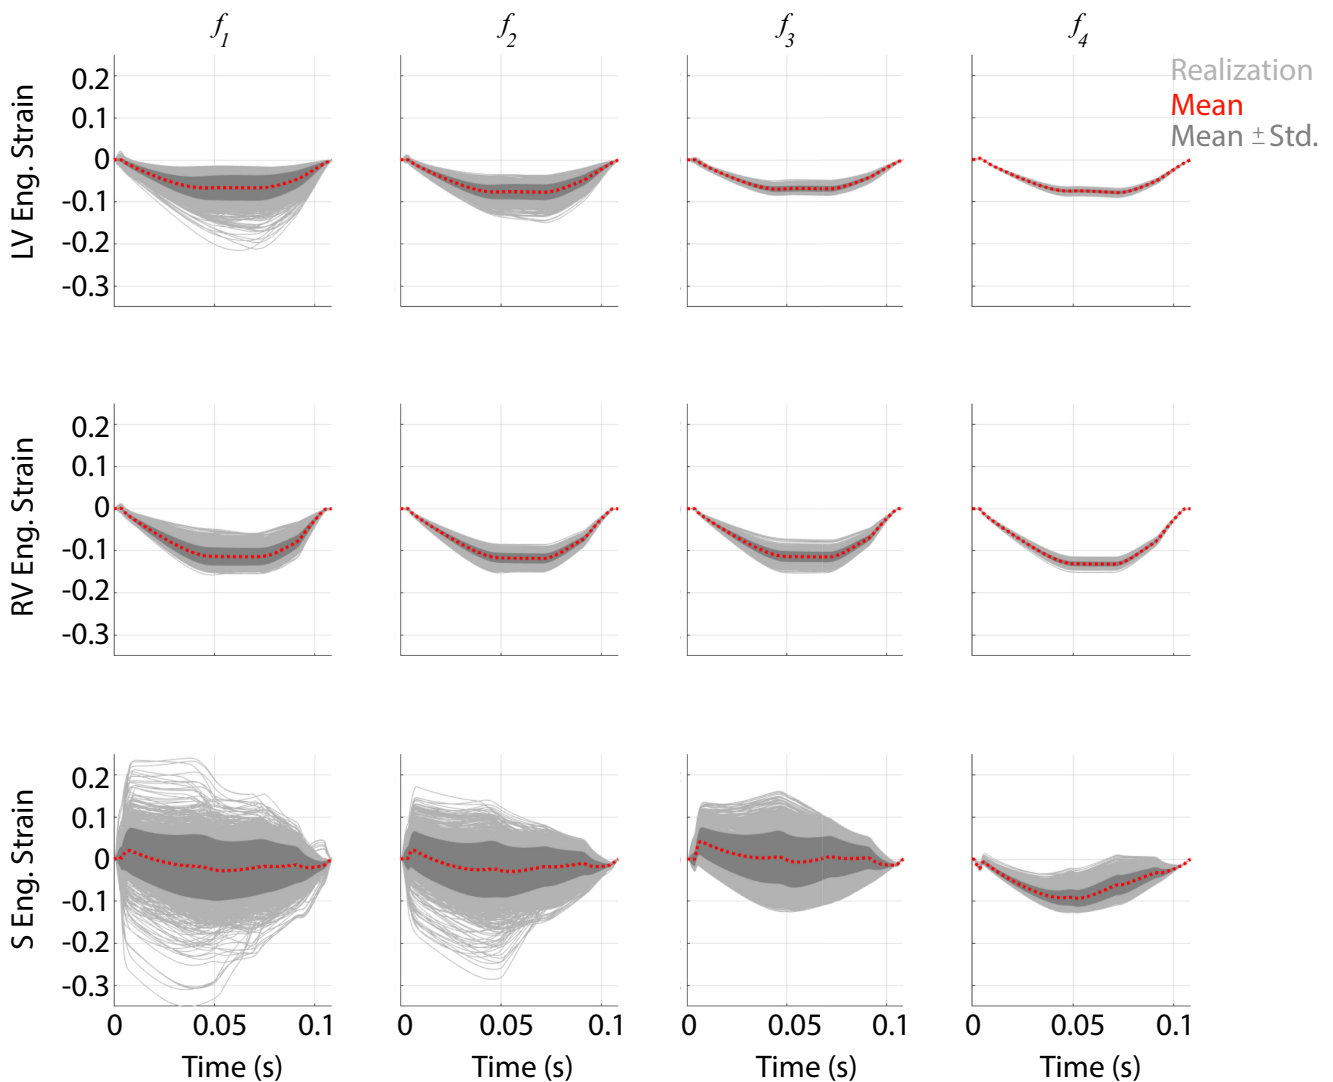 f1 f2 f3 f4
Realization
Mean
Mean ± Std.
LV Eng. Strain
0.2
0.1
0
-0.1
-0.2
-0.3
RV Eng. Strain
0.2
0.1
0
-0.1
-0.2
-0.3
S Eng. Strain
0.2
0.1
0
-0.1
-0.2
-0.3
0 0.05 0.1 0 0.05 0.1 0 0.05 0.1 0 0.05 0.1
Time (s) Time (s) Time (s) Time (s)